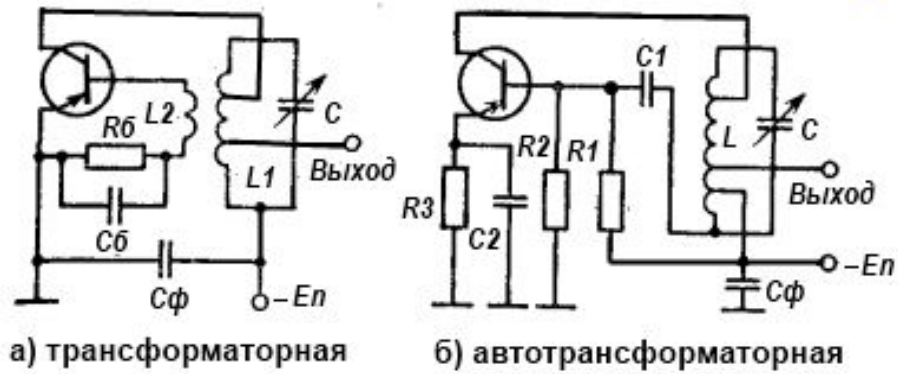 C
L2
Rб
L1
Выход
Cб
Cф
–Eп
а) трансформаторная
C1
R2
R1
L
C
R3
C2
Выход
–Eп
Cф
б) автотрансформаторная